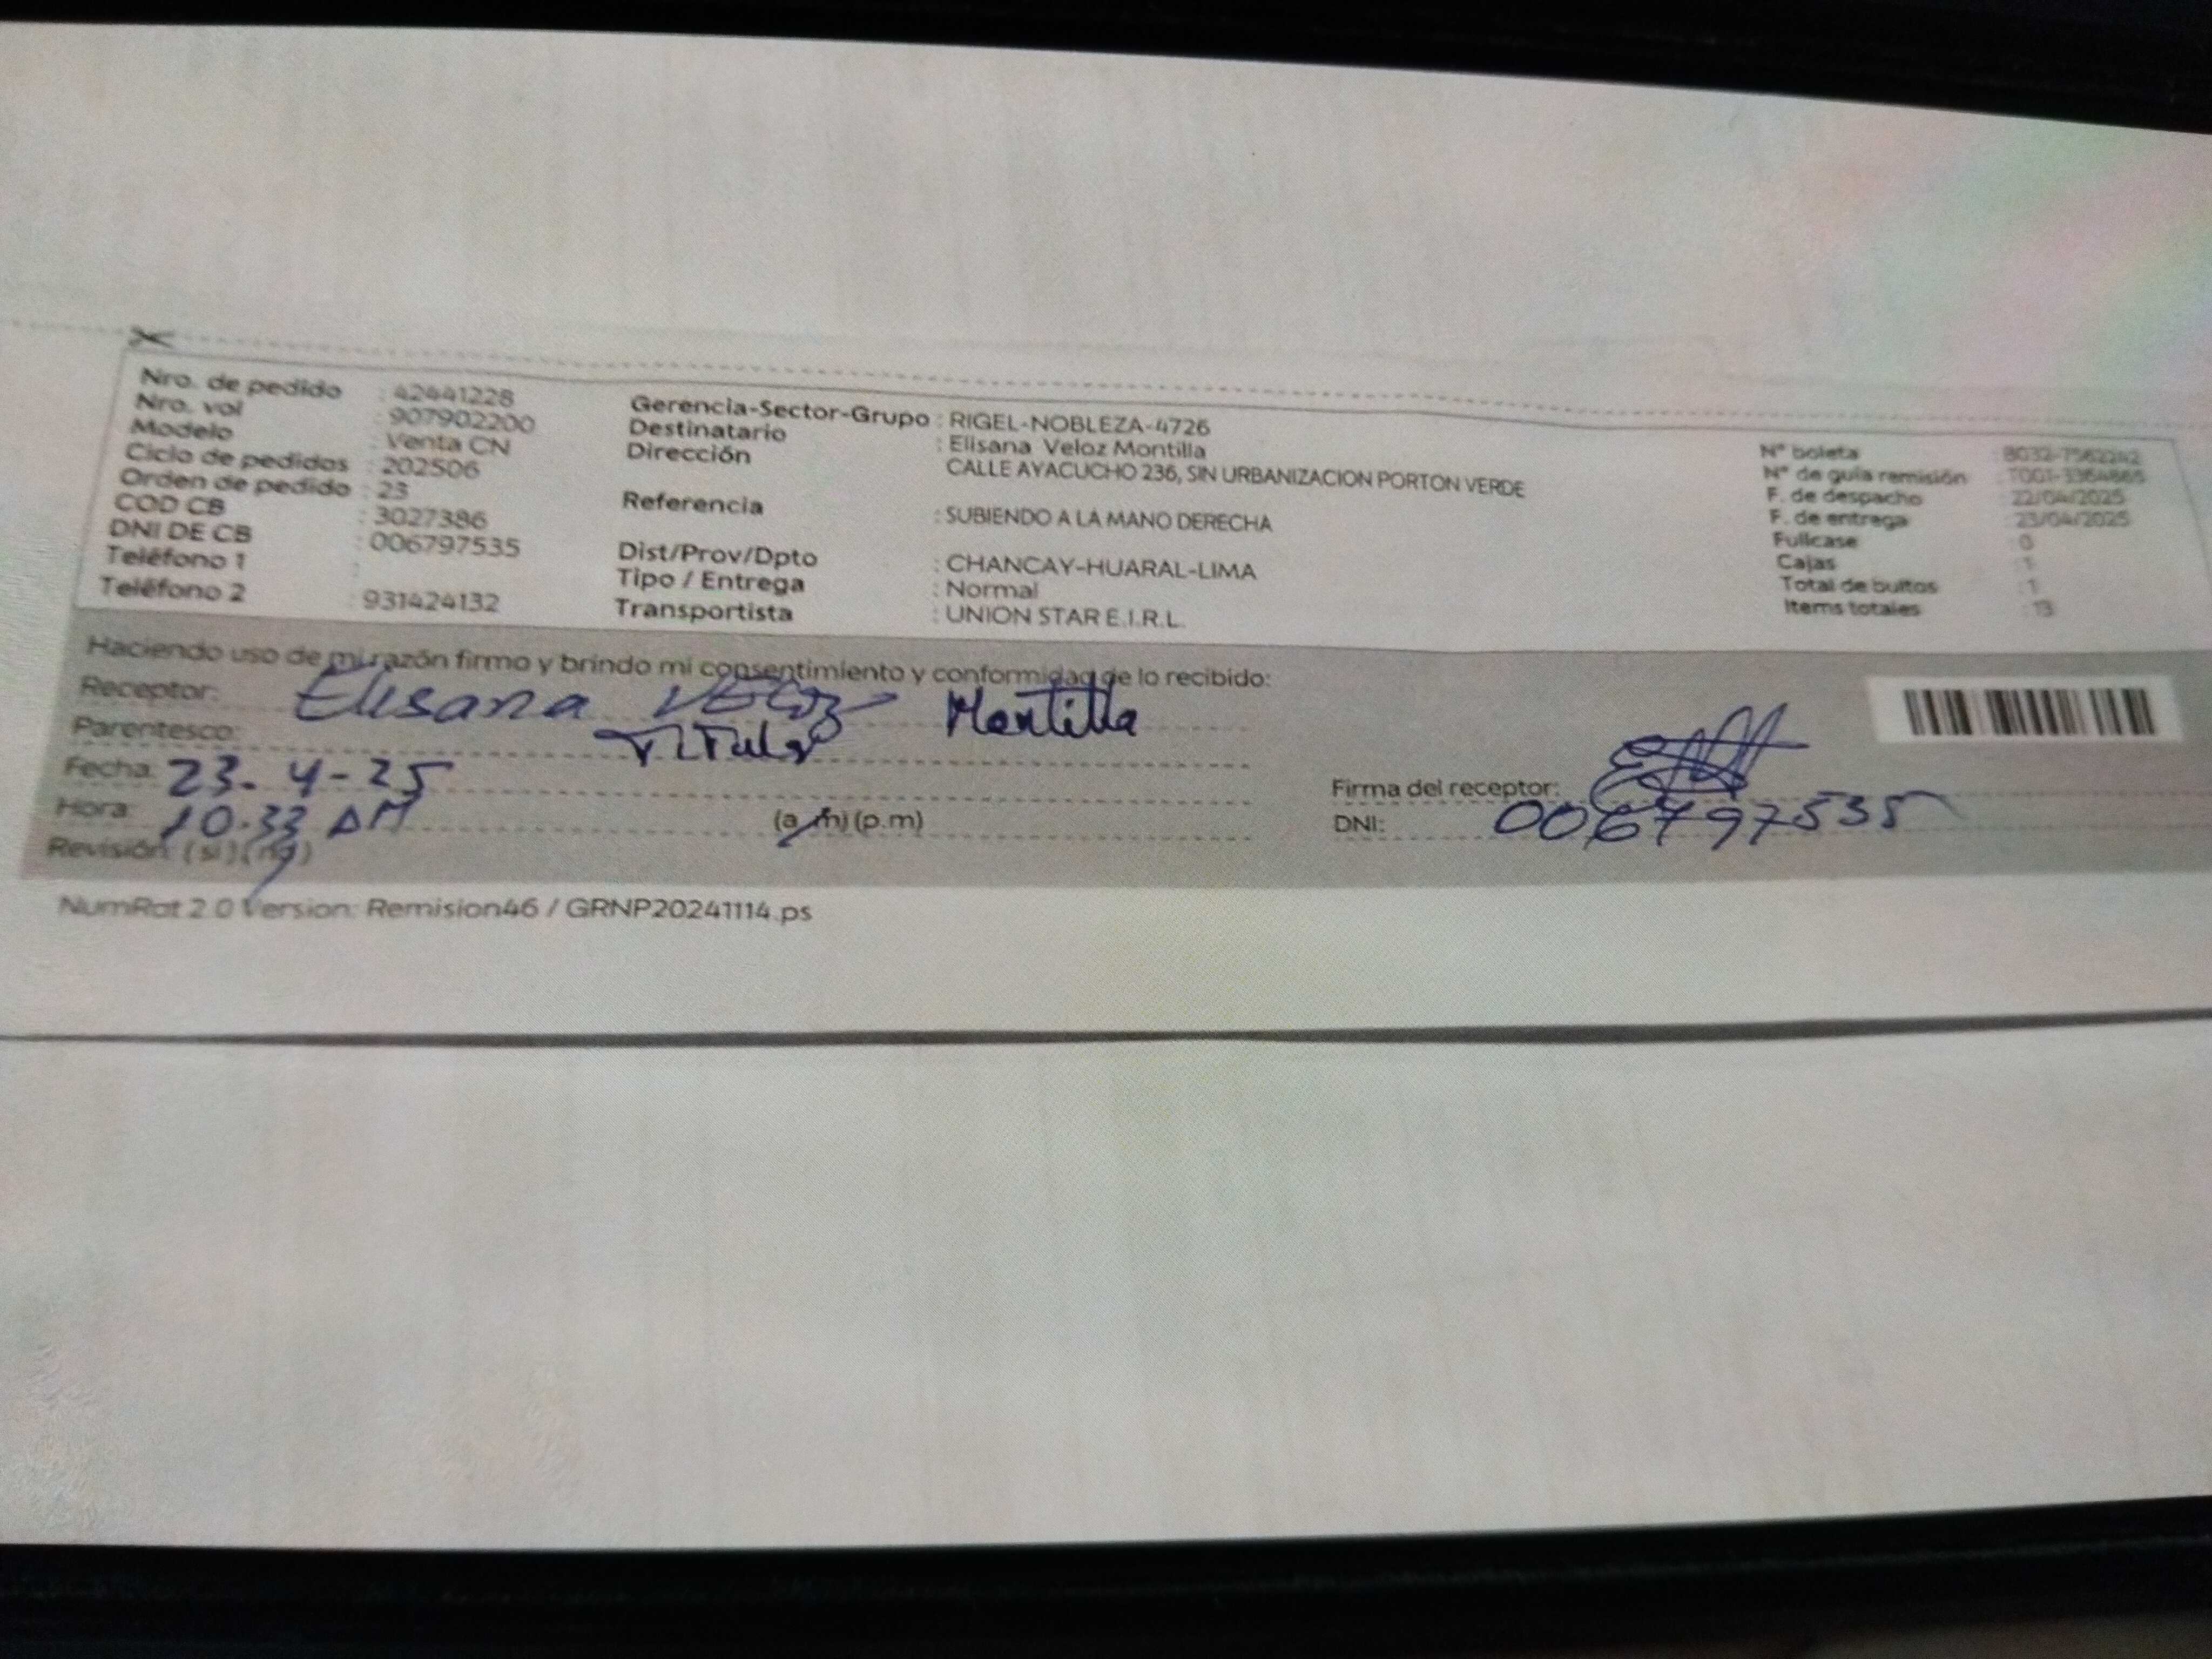 Nro. de pedido : 42441228
Nro. vol : 907902200
Modelo : Venta CN
Ciclo de pedidos : 202506
Orden de pedido : 23
COD CB : 3027386
DNI DE CB : 006797535
Teléfono 1 :
Teléfono 2 : 931424132
Gerencia-Sector-Grupo : RIGEL-NOBLEZA-4726
Destinatario : Elisana Veloz Montilla
Dirección CALLE AYACUCHO 236, SIN URBANIZACION PORTON VERDE
Referencia : SUBIENDO A LA MANO DERECHA
Dist/Prov/Dpto : CHANCAY-HUARAL-LIMA
Tipo / Entrega : Normal
Transportista : UNION STAR E.I.R.L.
N° boleta :
N° de guía remisión :
F. de despacho : 22/04/2025
F. de entrega : 23/04/2025
Fullcase : 0
Cajas : 1
Total de bultos : 1
Items totales : 13
Haciendo uso de mi razón firmo y brindo mi consentimiento y conformidad de lo recibido:
Receptor: Elisana Veloz Montilla
Parentesco: Titular
Fecha: 23-4-25
Hora: 10:33 AM (a.m) (p.m)
Revisión: (si) (no)
Firma del receptor:
DNI: 006797535
NumRot 2.0 Version: Remision46 / GRNP20241114.ps